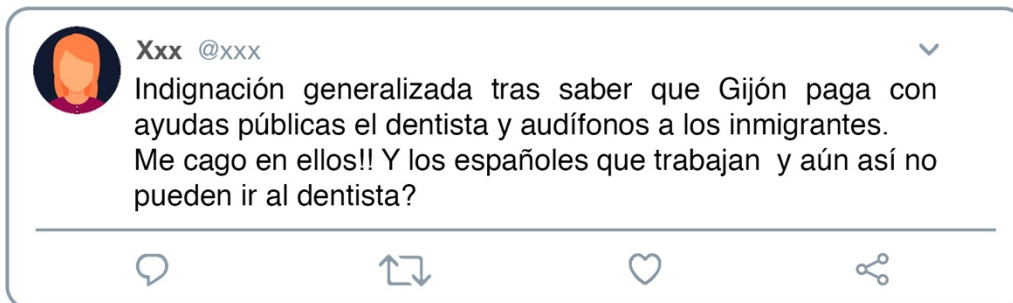 Xxx @xxx
Indignación generalizada tras saber que Gijón paga con
ayudas públicas el dentista y audífonos a los inmigrantes.
Me cago en ellos!! Y los españoles que trabajan y aún así no
pueden ir al dentista?